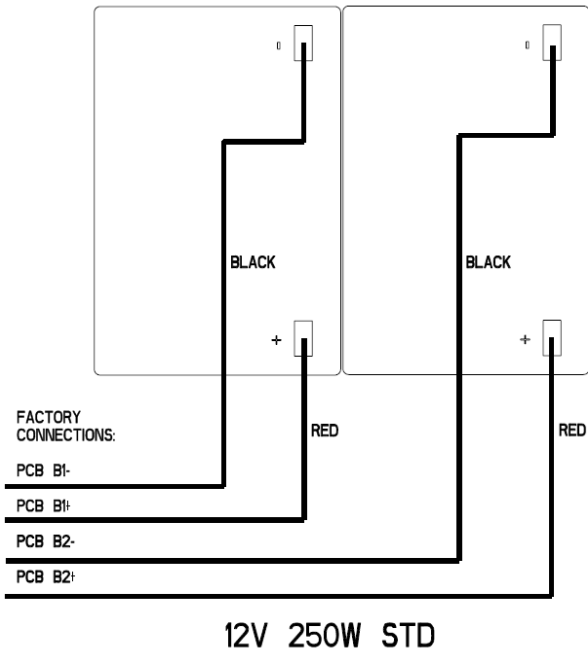 BLACK
BLACK
+
+
FACTORY
CONNECTIONS:
RED
RED
PCB B1-
PCB B1+
PCB B2-
PCB B2+
12V 250W STD